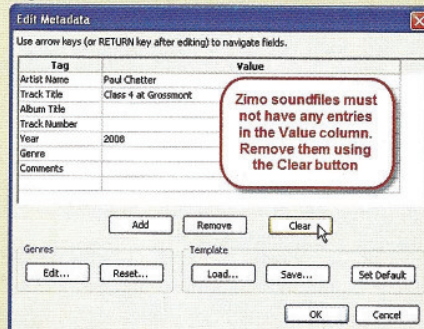 Edit Metadata
Use arrow keys (or RETURN key after editing) to navigate fields.
Tag Value
Artist Name Paul Chetter
Track Title Class 4 at Grossmont
Album Title
Track Number
Year 2008
Genre
Comments
Zimo soundfiles must
not have any entries
in the Value column.
Remove them using
the Clear button
Add Remove Clear
Genres Template
Edit... Reset... Load... Save... Set Default
OK Cancel